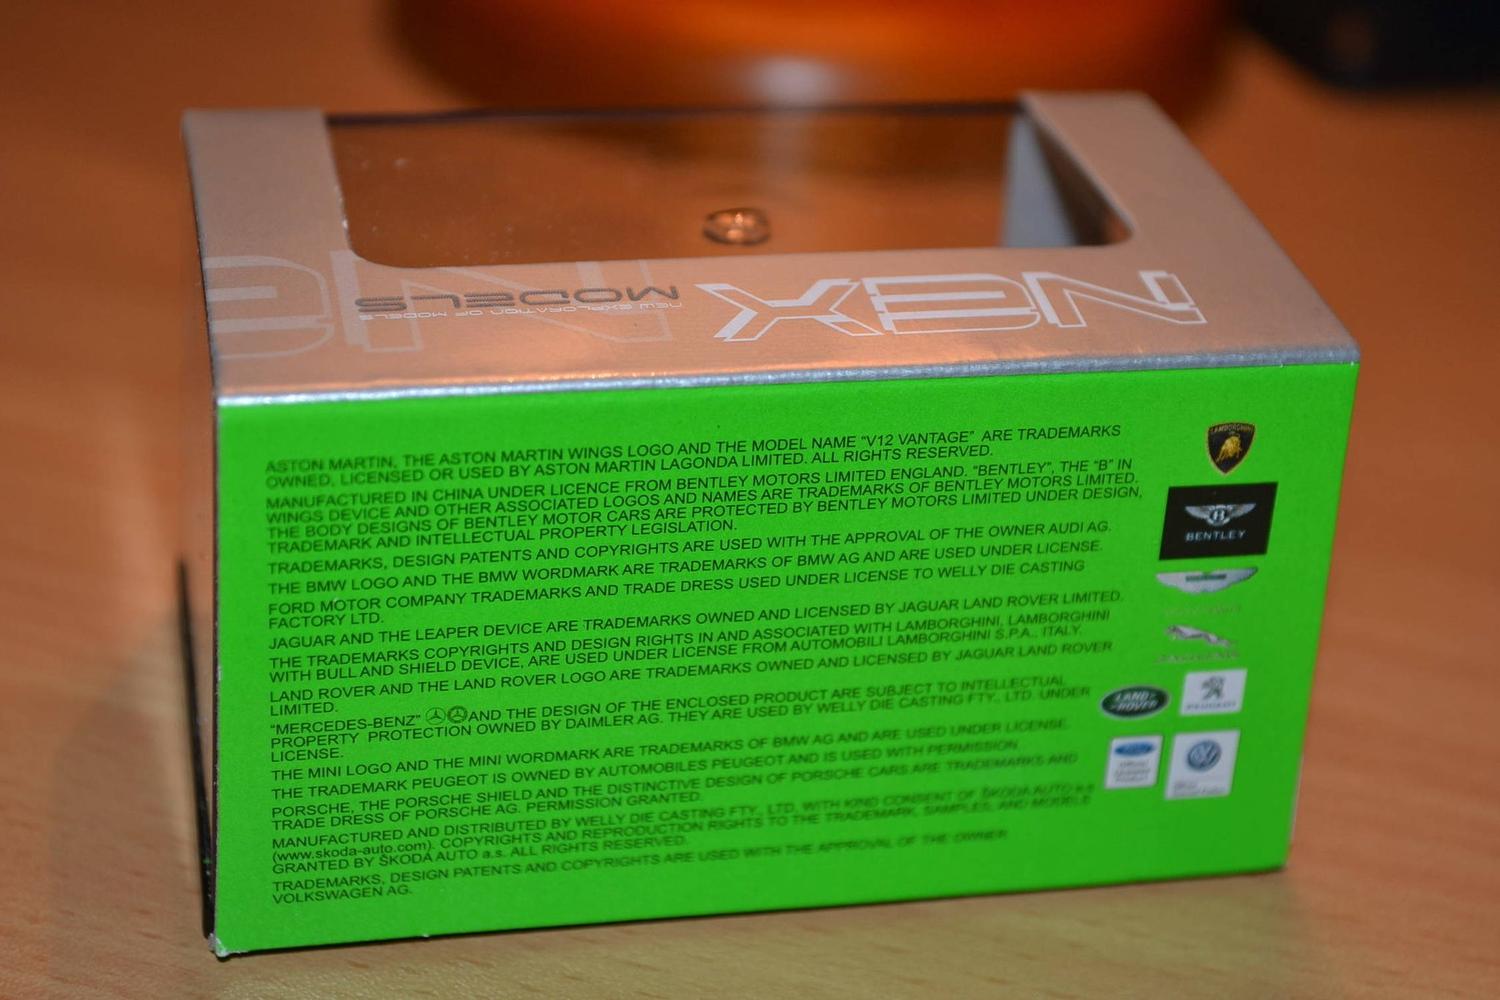 NEX
MODELS
NEW EXPLORATION OF MODELS
NE
ASTON MARTIN, THE ASTON MARTIN WINGS LOGO AND THE MODEL NAME "V12 VANTAGE" ARE TRADEMARKS
OWNED, LICENSED OR USED BY ASTON MARTIN LAGONDA LIMITED. ALL RIGHTS RESERVED.
MANUFACTURED IN CHINA UNDER LICENCE FROM BENTLEY MOTORS LIMITED ENGLAND. "BENTLEY", THE "B" IN
WINGS DEVICE AND OTHER ASSOCIATED LOGOS AND NAMES ARE TRADEMARKS OF BENTLEY MOTORS LIMITED.
THE BODY DESIGNS OF BENTLEY MOTOR CARS ARE PROTECTED BY BENTLEY MOTORS LIMITED UNDER DESIGN,
TRADEMARK AND INTELLECTUAL PROPERTY LEGISLATION.
TRADEMARKS, DESIGN PATENTS AND COPYRIGHTS ARE USED WITH THE APPROVAL OF THE OWNER AUDI AG.
THE BMW LOGO AND THE BMW WORDMARK ARE TRADEMARKS OF BMW AG AND ARE USED UNDER LICENSE.
FORD MOTOR COMPANY TRADEMARKS AND TRADE DRESS USED UNDER LICENSE TO WELLY DIE CASTING
FACTORY LTD.
JAGUAR AND THE LEAPER DEVICE ARE TRADEMARKS OWNED AND LICENSED BY JAGUAR LAND ROVER LIMITED.
THE TRADEMARKS COPYRIGHTS AND DESIGN RIGHTS IN AND ASSOCIATED WITH LAMBORGHINI, LAMBORGHINI
WITH BULL AND SHIELD DEVICE, ARE USED UNDER LICENSE FROM AUTOMOBILI LAMBORGHINI S.P.A., ITALY.
LAND ROVER AND THE LAND ROVER LOGO ARE TRADEMARKS OWNED AND LICENSED BY JAGUAR LAND ROVER
LIMITED.
"MERCEDES-BENZ" AND THE DESIGN OF THE ENCLOSED PRODUCT ARE SUBJECT TO INTELLECTUAL
PROPERTY PROTECTION OWNED BY DAIMLER AG. THEY ARE USED BY WELLY DIE CASTING FTY., LTD. UNDER
LICENSE.
THE MINI LOGO AND THE MINI WORDMARK ARE TRADEMARKS OF BMW AG AND ARE USED UNDER LICENSE.
THE TRADEMARK PEUGEOT IS OWNED BY AUTOMOBILES PEUGEOT AND IS USED WITH PERMISSION.
PORSCHE, THE PORSCHE SHIELD AND THE DISTINCTIVE DESIGN OF PORSCHE CARS ARE TRADEMARKS AND
TRADE DRESS OF PORSCHE AG. PERMISSION GRANTED.
MANUFACTURED AND DISTRIBUTED BY WELLY DIE CASTING FTY., LTD. WITH KIND CONSENT OF ŠKODA AUTO a.s
(www.skoda-auto.com). COPYRIGHTS AND REPRODUCTION RIGHTS TO THE TRADEMARK, SAMPLES, AND MODELS
GRANTED BY ŠKODA AUTO a.s. ALL RIGHTS RESERVED.
TRADEMARKS, DESIGN PATENTS AND COPYRIGHTS ARE USED WITH THE APPROVAL OF THE OWNER
VOLKSWAGEN AG.
LAMBORGHINI
B
BENTLEY
JAGUAR
LAND
ROVER
PEUGEOT
Ford